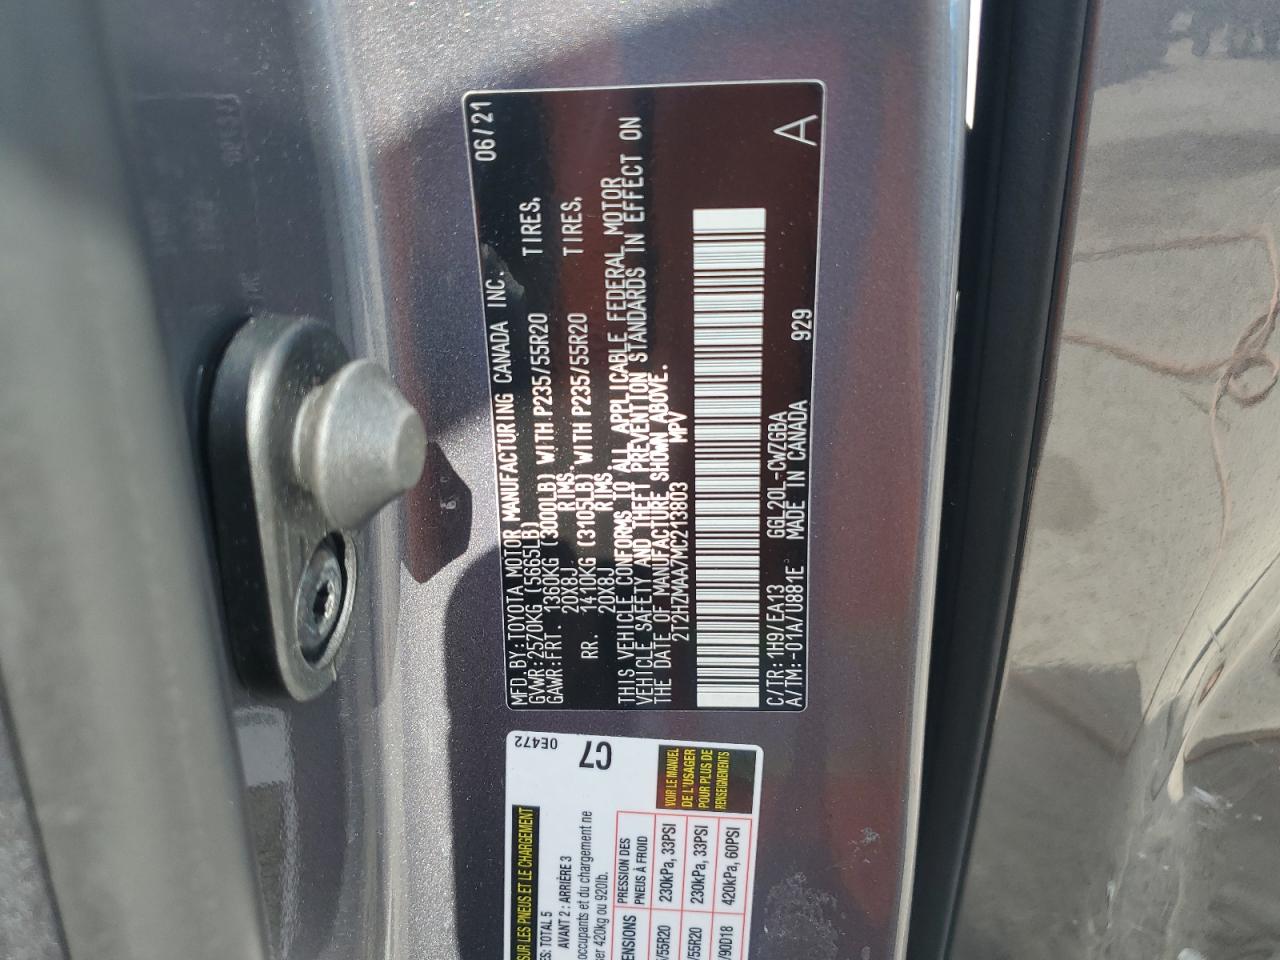 MFD. BY: TOYOTA MOTOR MANUFACTURING CANADA INC. 06/21
GVWR: 2570KG (5665LB)
GAWR: FRT. 1360KG (3000LB) WITH P235/55R20 TIRES,
20X8J RIMS.
RR. 1410KG (3105LB) WITH P235/55R20 TIRES,
20X8J RIMS.
THIS VEHICLE CONFORMS TO ALL APPLICABLE FEDERAL MOTOR
VEHICLE SAFETY AND THEFT PREVENTION STANDARDS IN EFFECT ON
THE DATE OF MANUFACTURE SHOWN ABOVE.
2T2HZMAA7MC213803 MPV
A
C/TR: 1H9/EA13 GGL20L-CWZGBA 929
A/TM: -01A/U881E MADE IN CANADA
0E472
C7
SUR LES PNEUS ET LE CHARGEMENT
TOTAL 5
AVANT 2 : ARRIÈRE 3
occupants et du chargement ne
420kg ou 920lb.
PRESSION DES
PNEUS À FROID
/55R20 230kPa, 33PSI
/55R20 230kPa, 33PSI
/90D18 420kPa, 60PSI
VOIR LE MANUEL
DE L'USAGER
POUR PLUS DE
RENSEIGNEMENTS